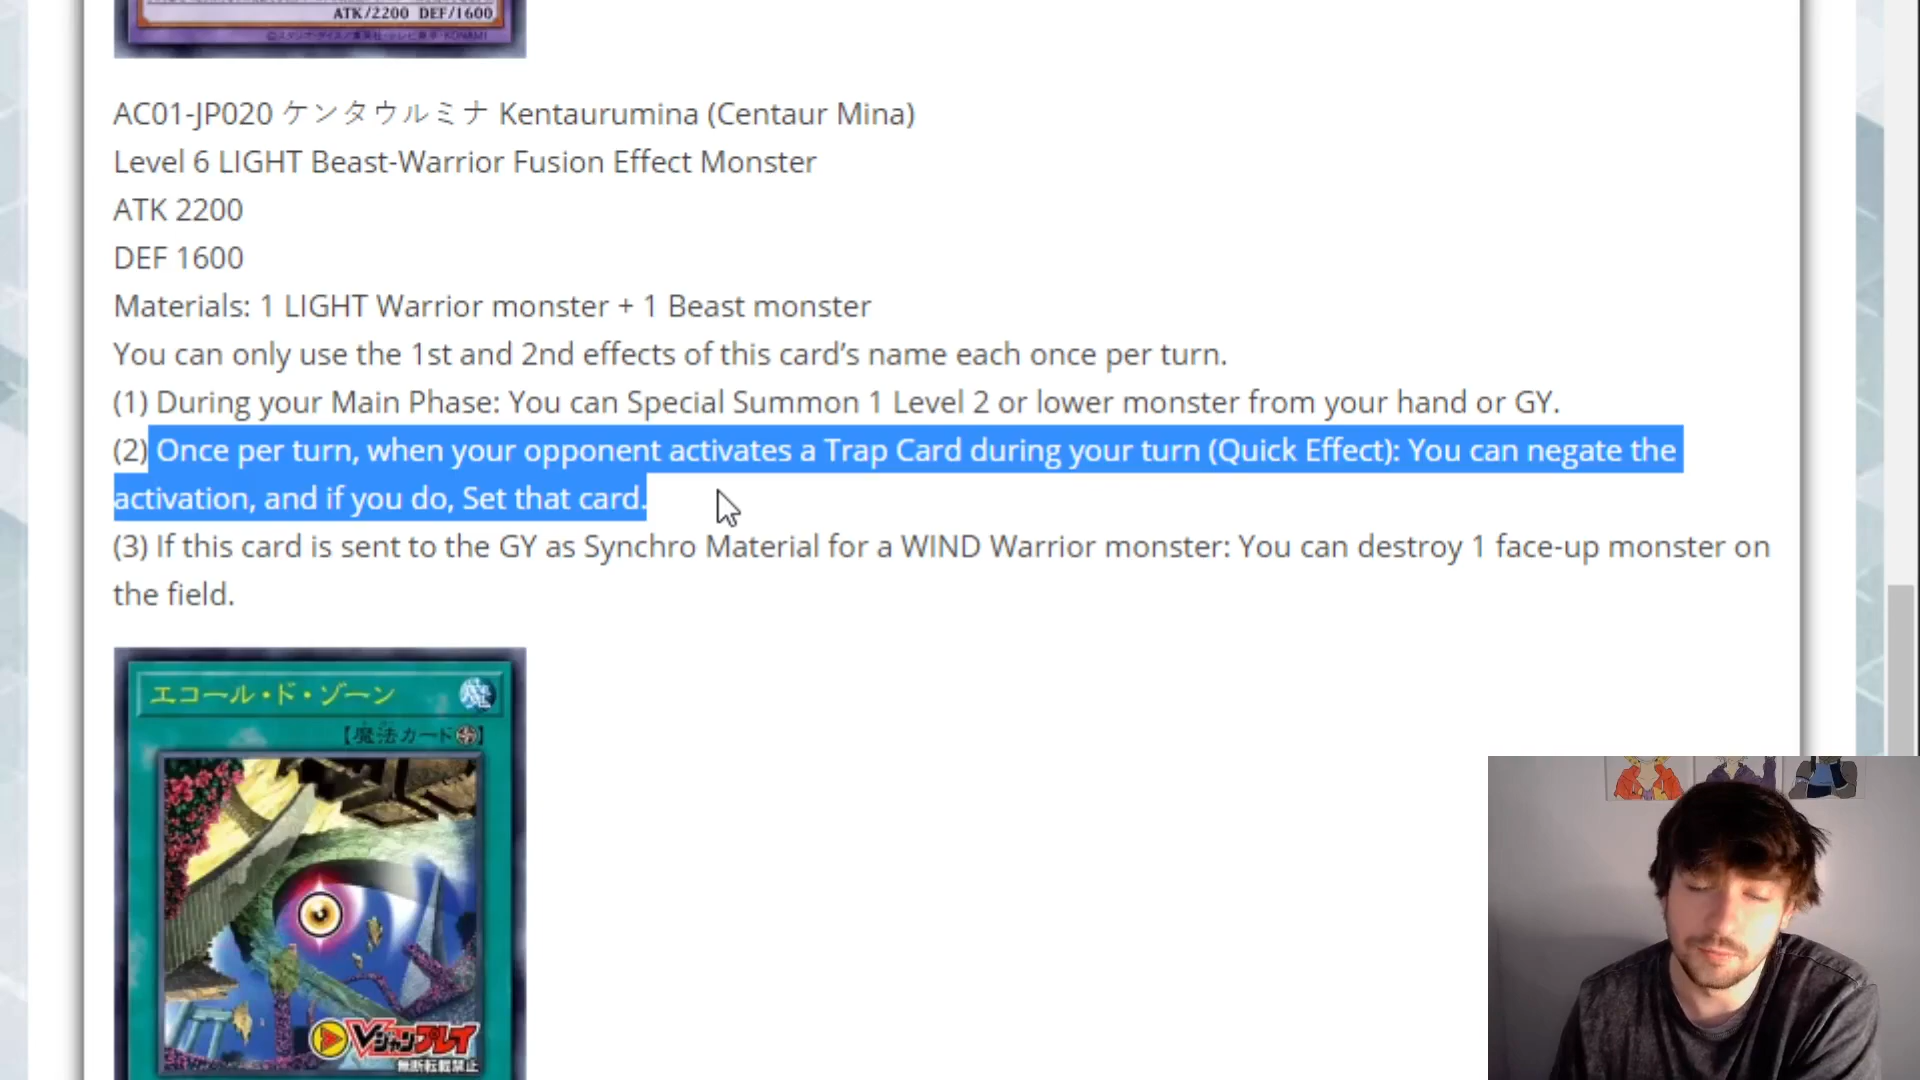 ATK/2200 DEF/1600
AC01-JP020 ケンタウルミナ Kentaurumina (Centaur Mina)
Level 6 LIGHT Beast-Warrior Fusion Effect Monster
ATK 2200
DEF 1600
Materials: 1 LIGHT Warrior monster + 1 Beast monster
You can only use the 1st and 2nd effects of this card’s name each once per turn.
(1) During your Main Phase: You can Special Summon 1 Level 2 or lower monster from your hand or GY.
(2) Once per turn, when your opponent activates a Trap Card during your turn (Quick Effect): You can negate the
activation, and if you do, Set that card.
(3) If this card is sent to the GY as Synchro Material for a WIND Warrior monster: You can destroy 1 face-up monster on
the field.
エコール・ド・ゾーン
【魔法カード】
Vジャンプレイ
無断転載禁止